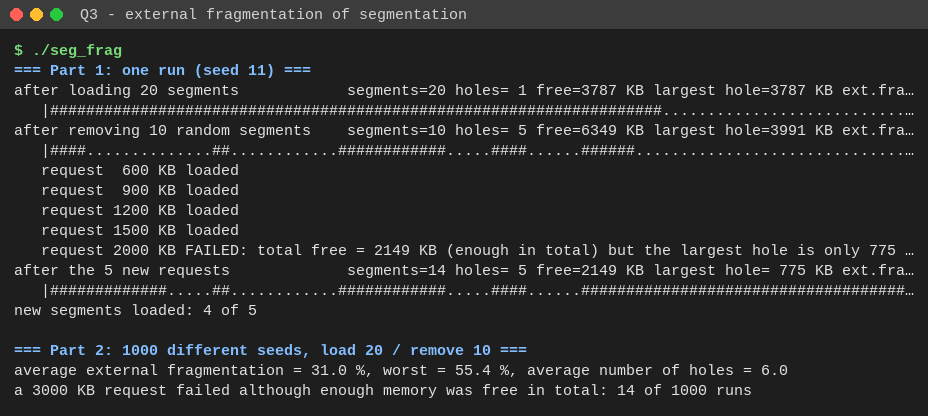 Q3 - external fragmentation of segmentation
$ ./seg_frag
=== Part 1: one run (seed 11) ===
after loading 20 segments            segments=20 holes= 1 free=3787 KB largest hole=3787 KB ext.fra…
   |####################################################################...........................…
after removing 10 random segments    segments=10 holes= 5 free=6349 KB largest hole=3991 KB ext.fra…
   |####..............##............############.....####......######..............................…
   request  600 KB loaded
   request  900 KB loaded
   request 1200 KB loaded
   request 1500 KB loaded
   request 2000 KB FAILED: total free = 2149 KB (enough in total) but the largest hole is only 775 …
after the 5 new requests             segments=14 holes= 5 free=2149 KB largest hole= 775 KB ext.fra…
   |#############.....##............############.....####......####################################…
new segments loaded: 4 of 5
=== Part 2: 1000 different seeds, load 20 / remove 10 ===
average external fragmentation = 31.0 %, worst = 55.4 %, average number of holes = 6.0
a 3000 KB request failed although enough memory was free in total: 14 of 1000 runs